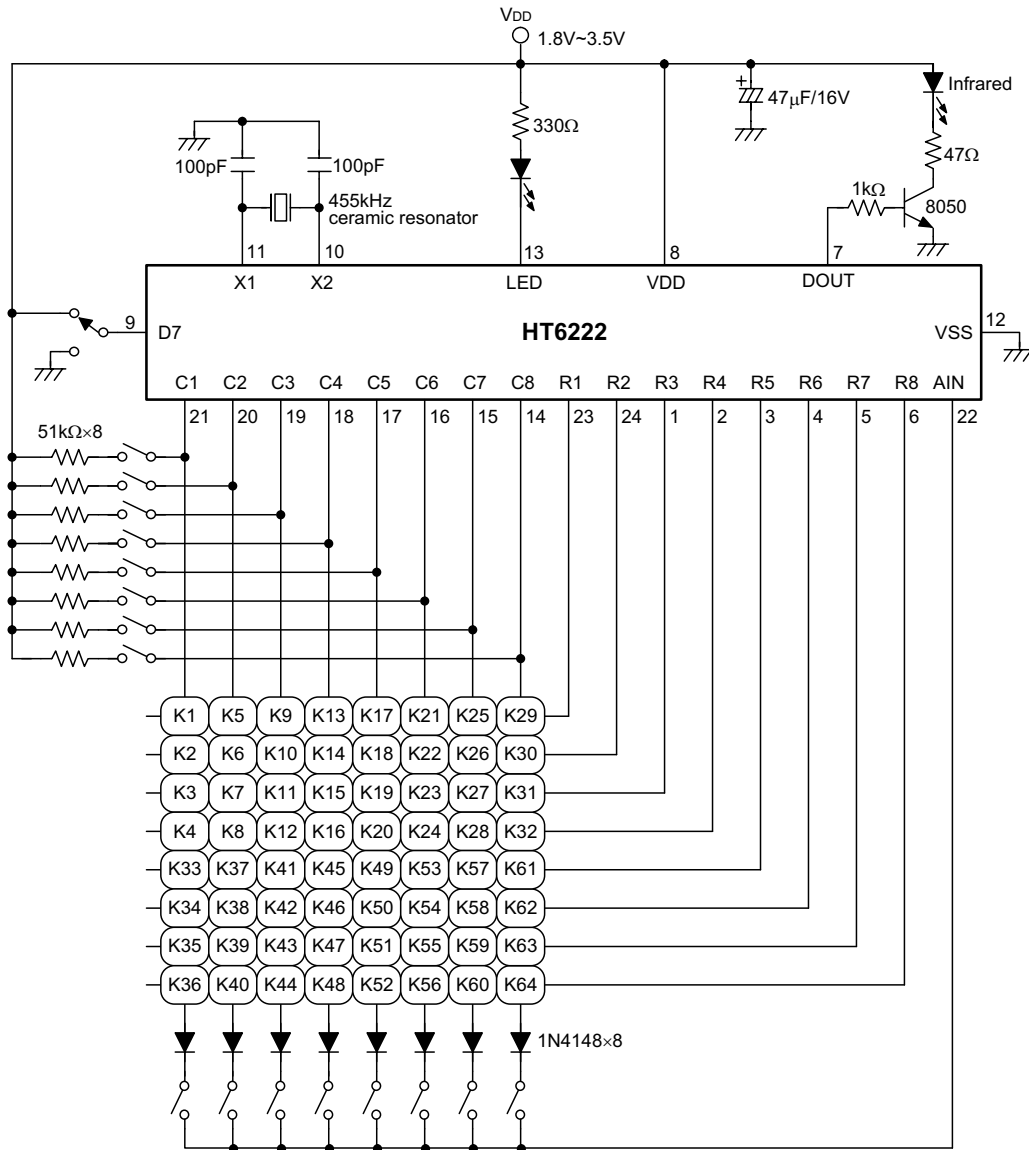 VDD
1.8V~3.5V
47μF/16V
Infrared
330Ω
47Ω
100pF 100pF
455kHz
ceramic resonator
1kΩ
8050
11 10 13 8 7
X1 X2 LED VDD DOUT
9 D7 HT6222 VSS 12
C1 C2 C3 C4 C5 C6 C7 C8 R1 R2 R3 R4 R5 R6 R7 R8 AIN
21 20 19 18 17 16 15 14 23 24 1 2 3 4 5 6 22
51kΩ×8
K1 K5 K9 K13 K17 K21 K25 K29
K2 K6 K10 K14 K18 K22 K26 K30
K3 K7 K11 K15 K19 K23 K27 K31
K4 K8 K12 K16 K20 K24 K28 K32
K33 K37 K41 K45 K49 K53 K57 K61
K34 K38 K42 K46 K50 K54 K58 K62
K35 K39 K43 K47 K51 K55 K59 K63
K36 K40 K44 K48 K52 K56 K60 K64
1N4148×8